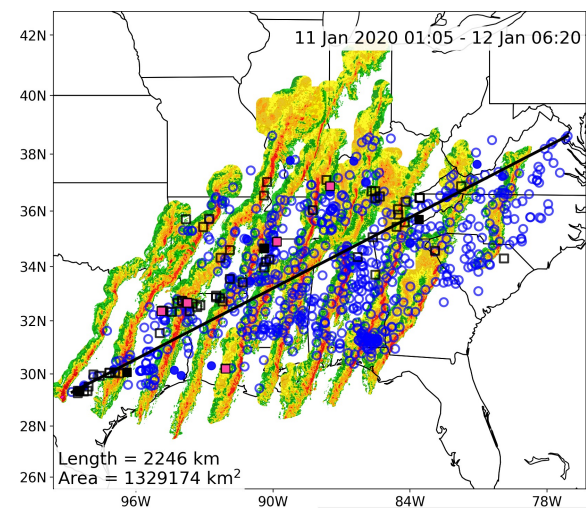 11 Jan 2020 01:05 - 12 Jan 06:20
42N
40N
38N
36N
34N
32N
30N
28N
26N
Length = 2246 km
Area = 1329174 km²
96W 90W 84W 78W